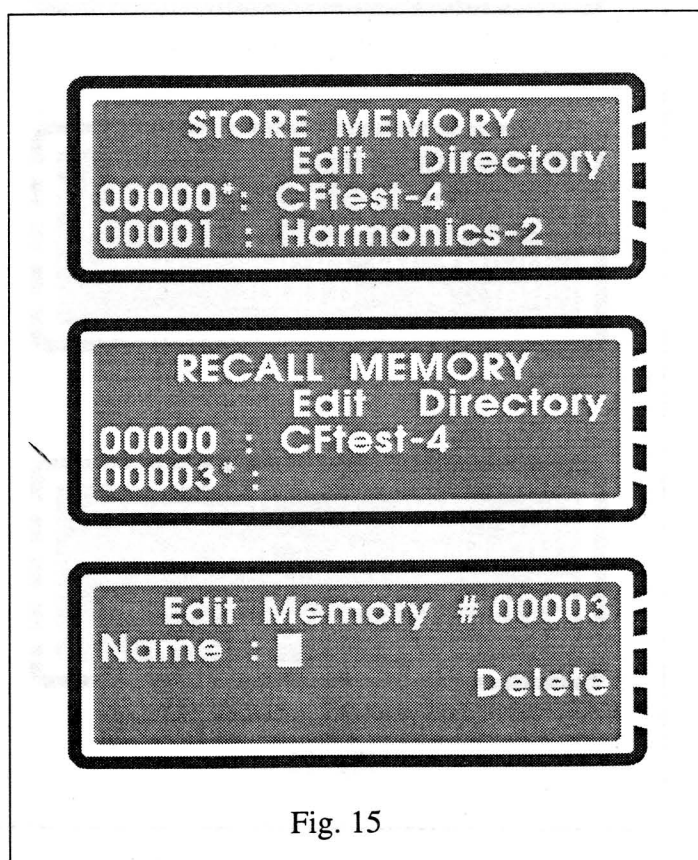 STORE MEMORY
Edit Directory
00000*: CFtest-4
00001 : Harmonics-2
RECALL MEMORY
Edit Directory
00000 : CFtest-4
00003* :
Edit Memory # 00003
Name :
Delete
Fig. 15